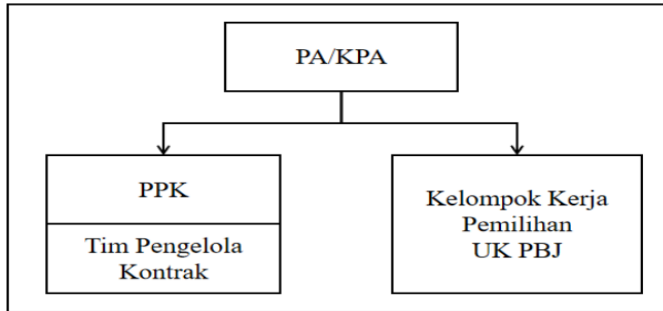 PA/KPA
PPK
Tim Pengelola
Kontrak
Kelompok Kerja
Pemilihan
UK PBJ